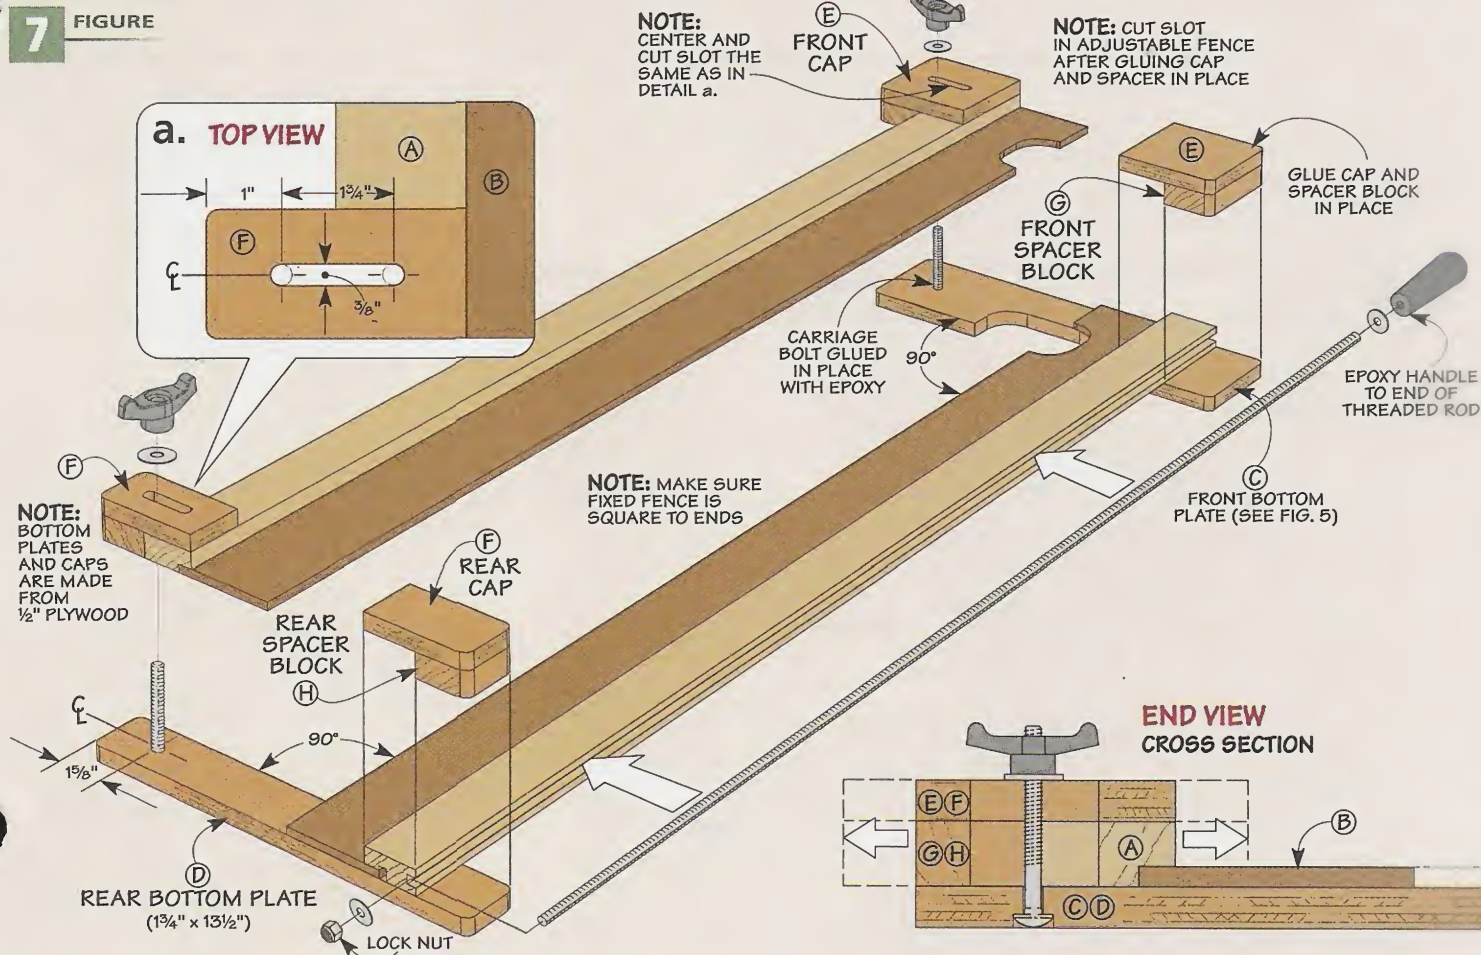 7 FIGURE
NOTE:
CENTER AND
CUT SLOT THE
SAME AS IN
DETAIL a.
E
FRONT
CAP
NOTE: CUT SLOT
IN ADJUSTABLE FENCE
AFTER GLUING CAP
AND SPACER IN PLACE
a. TOP VIEW
A
B
1"
1¾"
F
℄
⅜"
E
G
FRONT
SPACER
BLOCK
GLUE CAP AND
SPACER BLOCK
IN PLACE
CARRIAGE
BOLT GLUED
IN PLACE
WITH EPOXY
90°
EPOXY HANDLE
TO END OF
THREADED ROD
F
NOTE:
BOTTOM
PLATES
AND CAPS
ARE MADE
FROM
½" PLYWOOD
NOTE: MAKE SURE
FIXED FENCE IS
SQUARE TO ENDS
C
FRONT BOTTOM
PLATE (SEE FIG. 5)
F
REAR
CAP
REAR
SPACER
BLOCK
H
℄
90°
1⅝"
D
REAR BOTTOM PLATE
(1¾" x 13½")
LOCK NUT
END VIEW
CROSS SECTION
E F
G H
A
B
C D